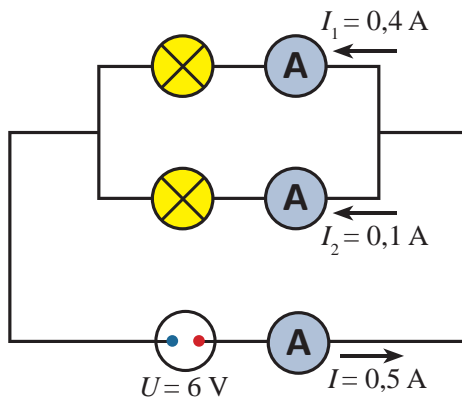 I₁ = 0,4 A
A
A
I₂ = 0,1 A
A
U = 6 V
I = 0,5 A